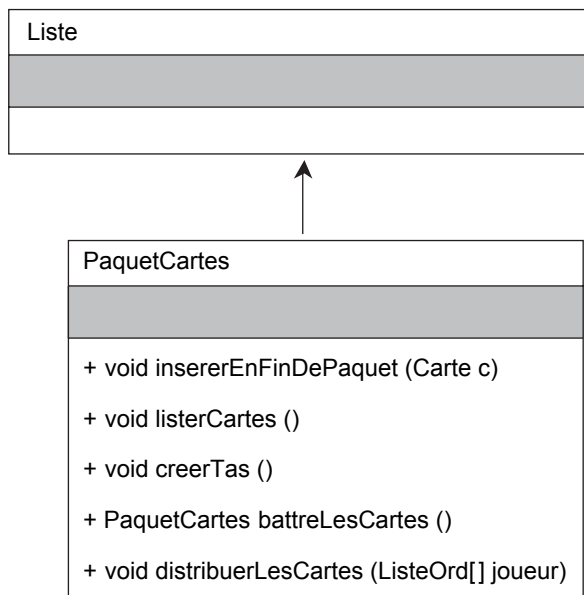 Liste
PaquetCartes
+ void insererEnFinDePaquet (Carte c)
+ void listerCartes ()
+ void creerTas ()
+ PaquetCartes battreLesCartes ()
+ void distribuerLesCartes (ListeOrd[] joueur)